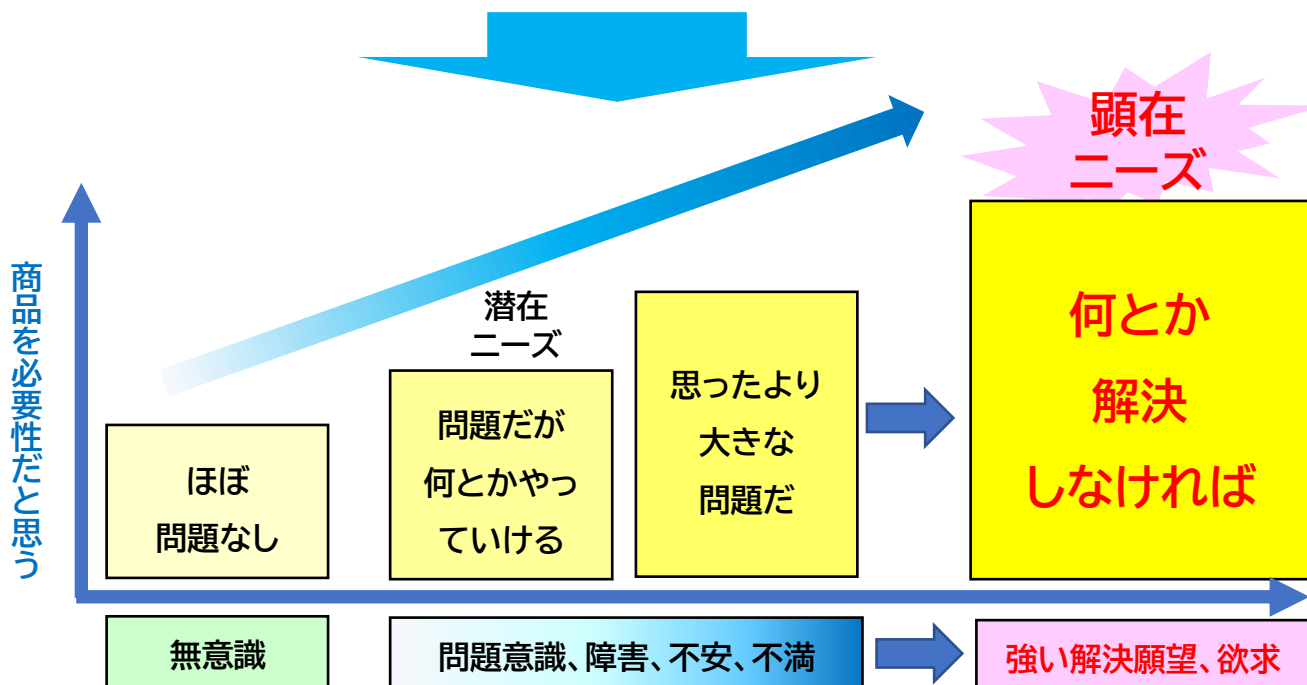 顕在
ニーズ
商品を必要性だと思う
潜在
ニーズ
ほぼ
問題なし
問題だが
何とかやっ
ていける
思ったより
大きな
問題だ
何とか
解決
しなければ
無意識
問題意識、障害、不安、不満
強い解決願望、欲求